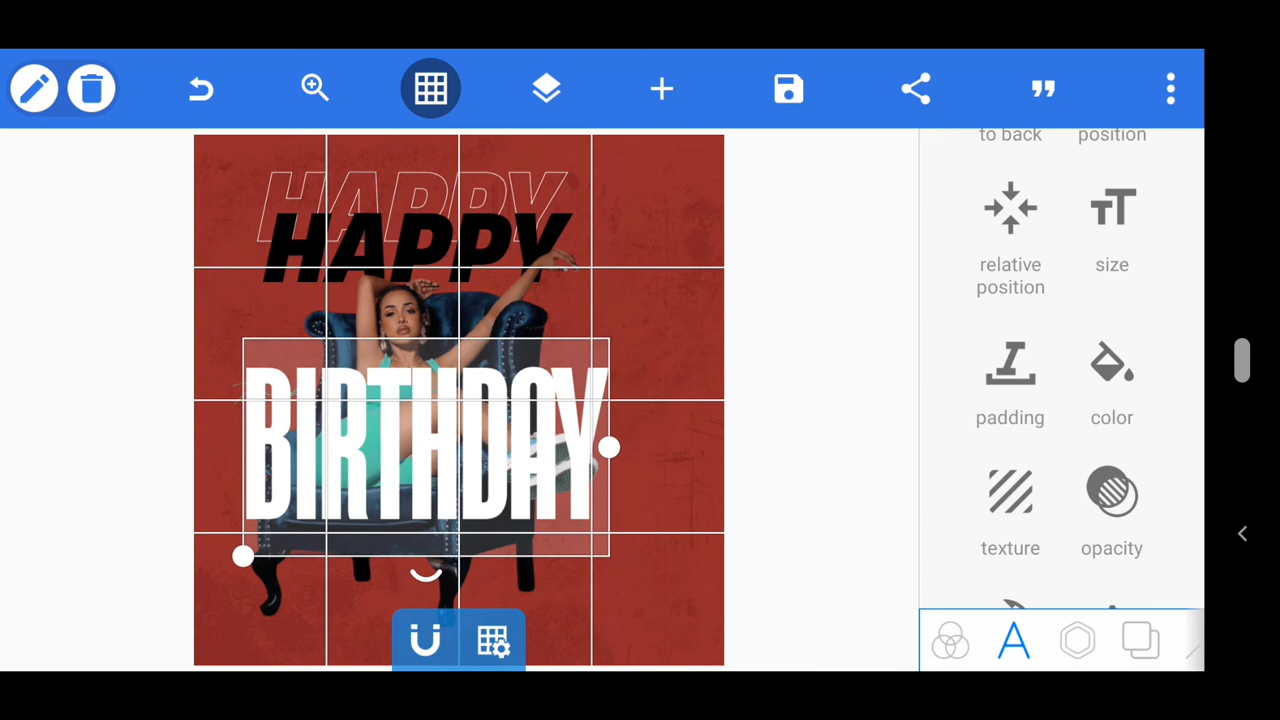 to back
position
HAPPY
HAPPY
relative
position
size
BIRTHDAY
padding
color
texture
opacity